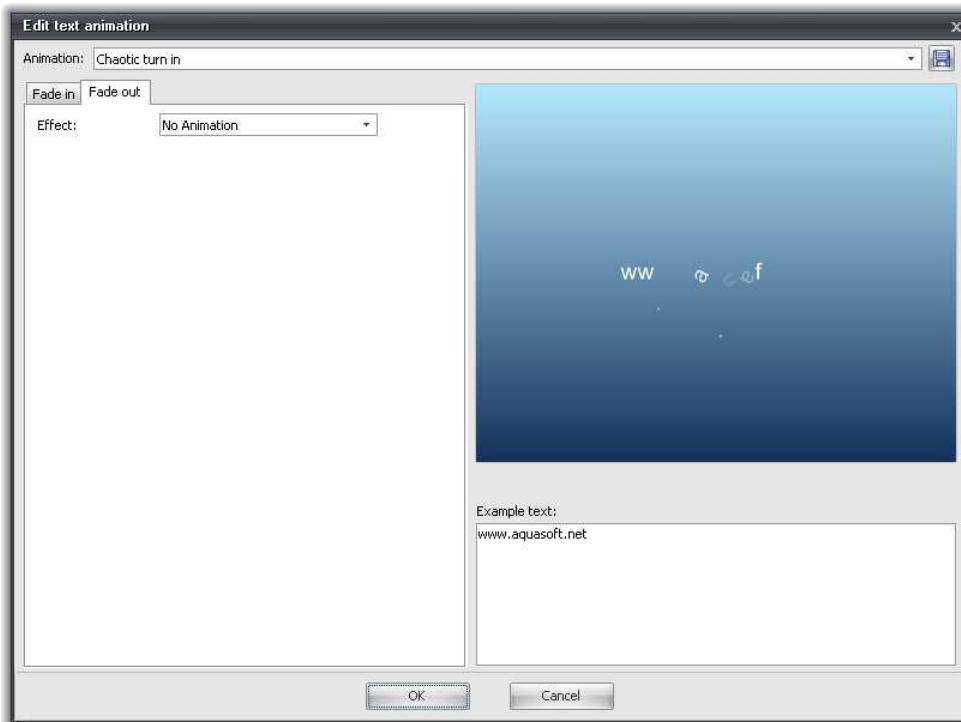 Edit text animation
Animation: Chaotic turn in
Fade in Fade out
Effect: No Animation
ww a c e f
Example text:
www.aquasoft.net
OK Cancel